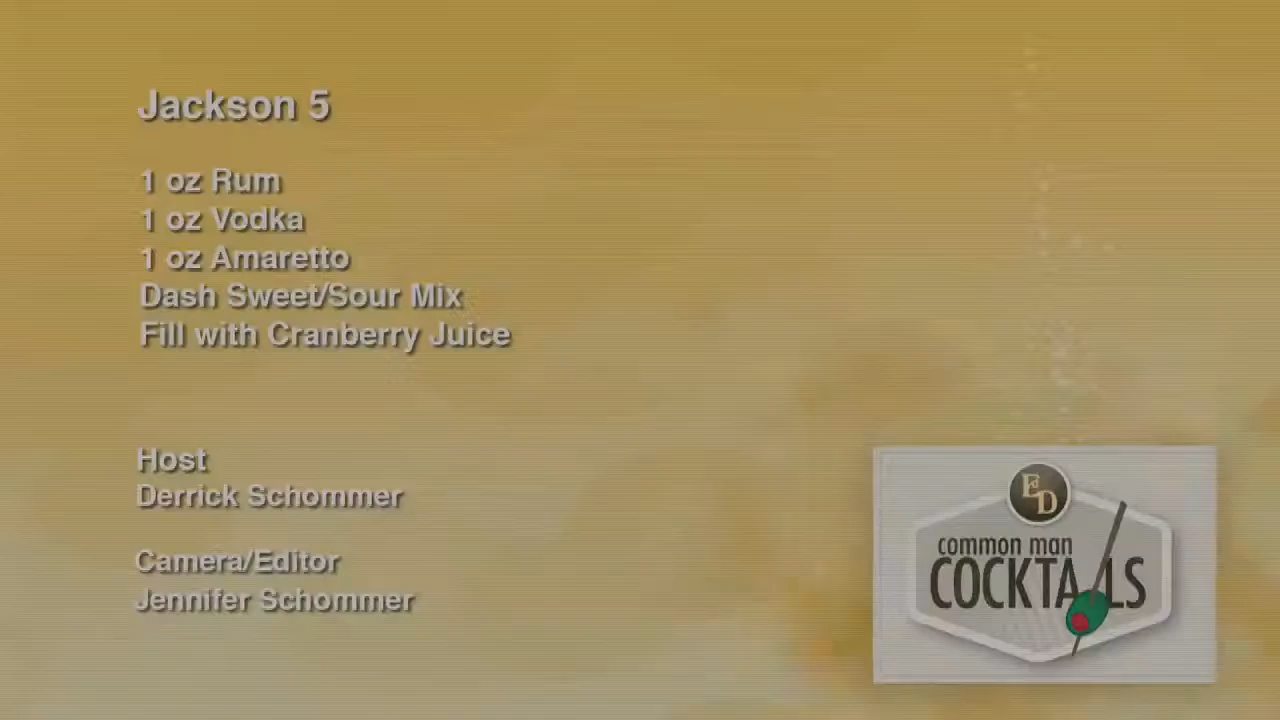 Jackson 5
1 oz Rum
1 oz Vodka
1 oz Amaretto
Dash Sweet/Sour Mix
Fill with Cranberry Juice
Host
Derrick Schommer
Camera/Editor
Jennifer Schommer
E D
common man
COCKTAILS